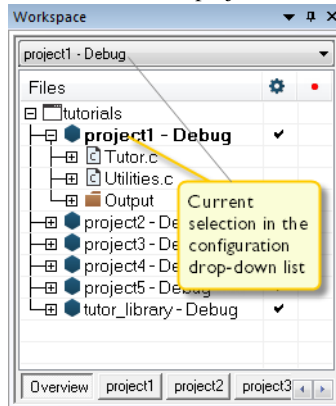 Workspace
project1 - Debug
Files
tutorials
project1 - Debug
Tutor.c
Utilities.c
Output
project2 - De
project3 - De
project4 - De
project5 - Debug
tutor_library - Debug
Current
selection in the
configuration
drop-down list
Overview project1 project2 project3